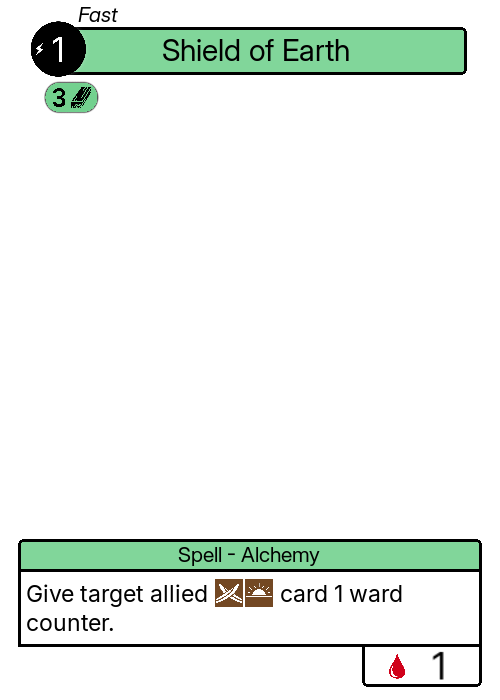 Fast
1
Shield of Earth
3
Spell - Alchemy
Give target allied card 1 ward
counter.
1